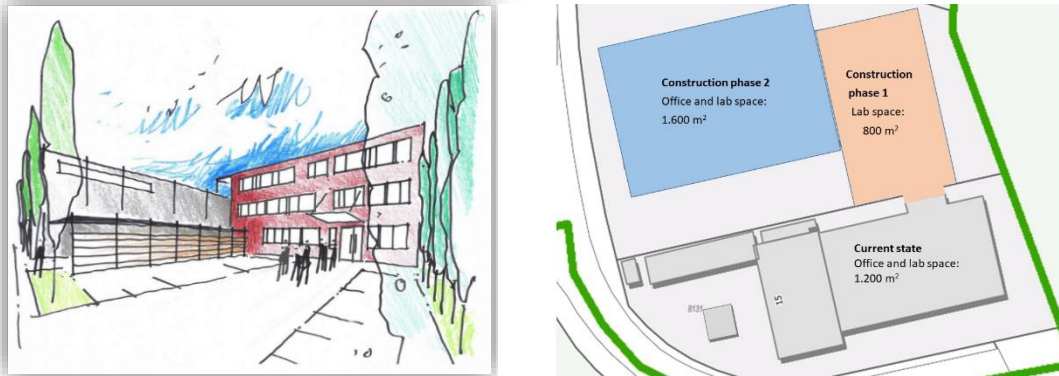 Construction phase 2
Office and lab space:
1.600 m²
Construction
phase 1
Lab space:
800 m²
Current state
Office and lab space:
1.200 m²
15
8131